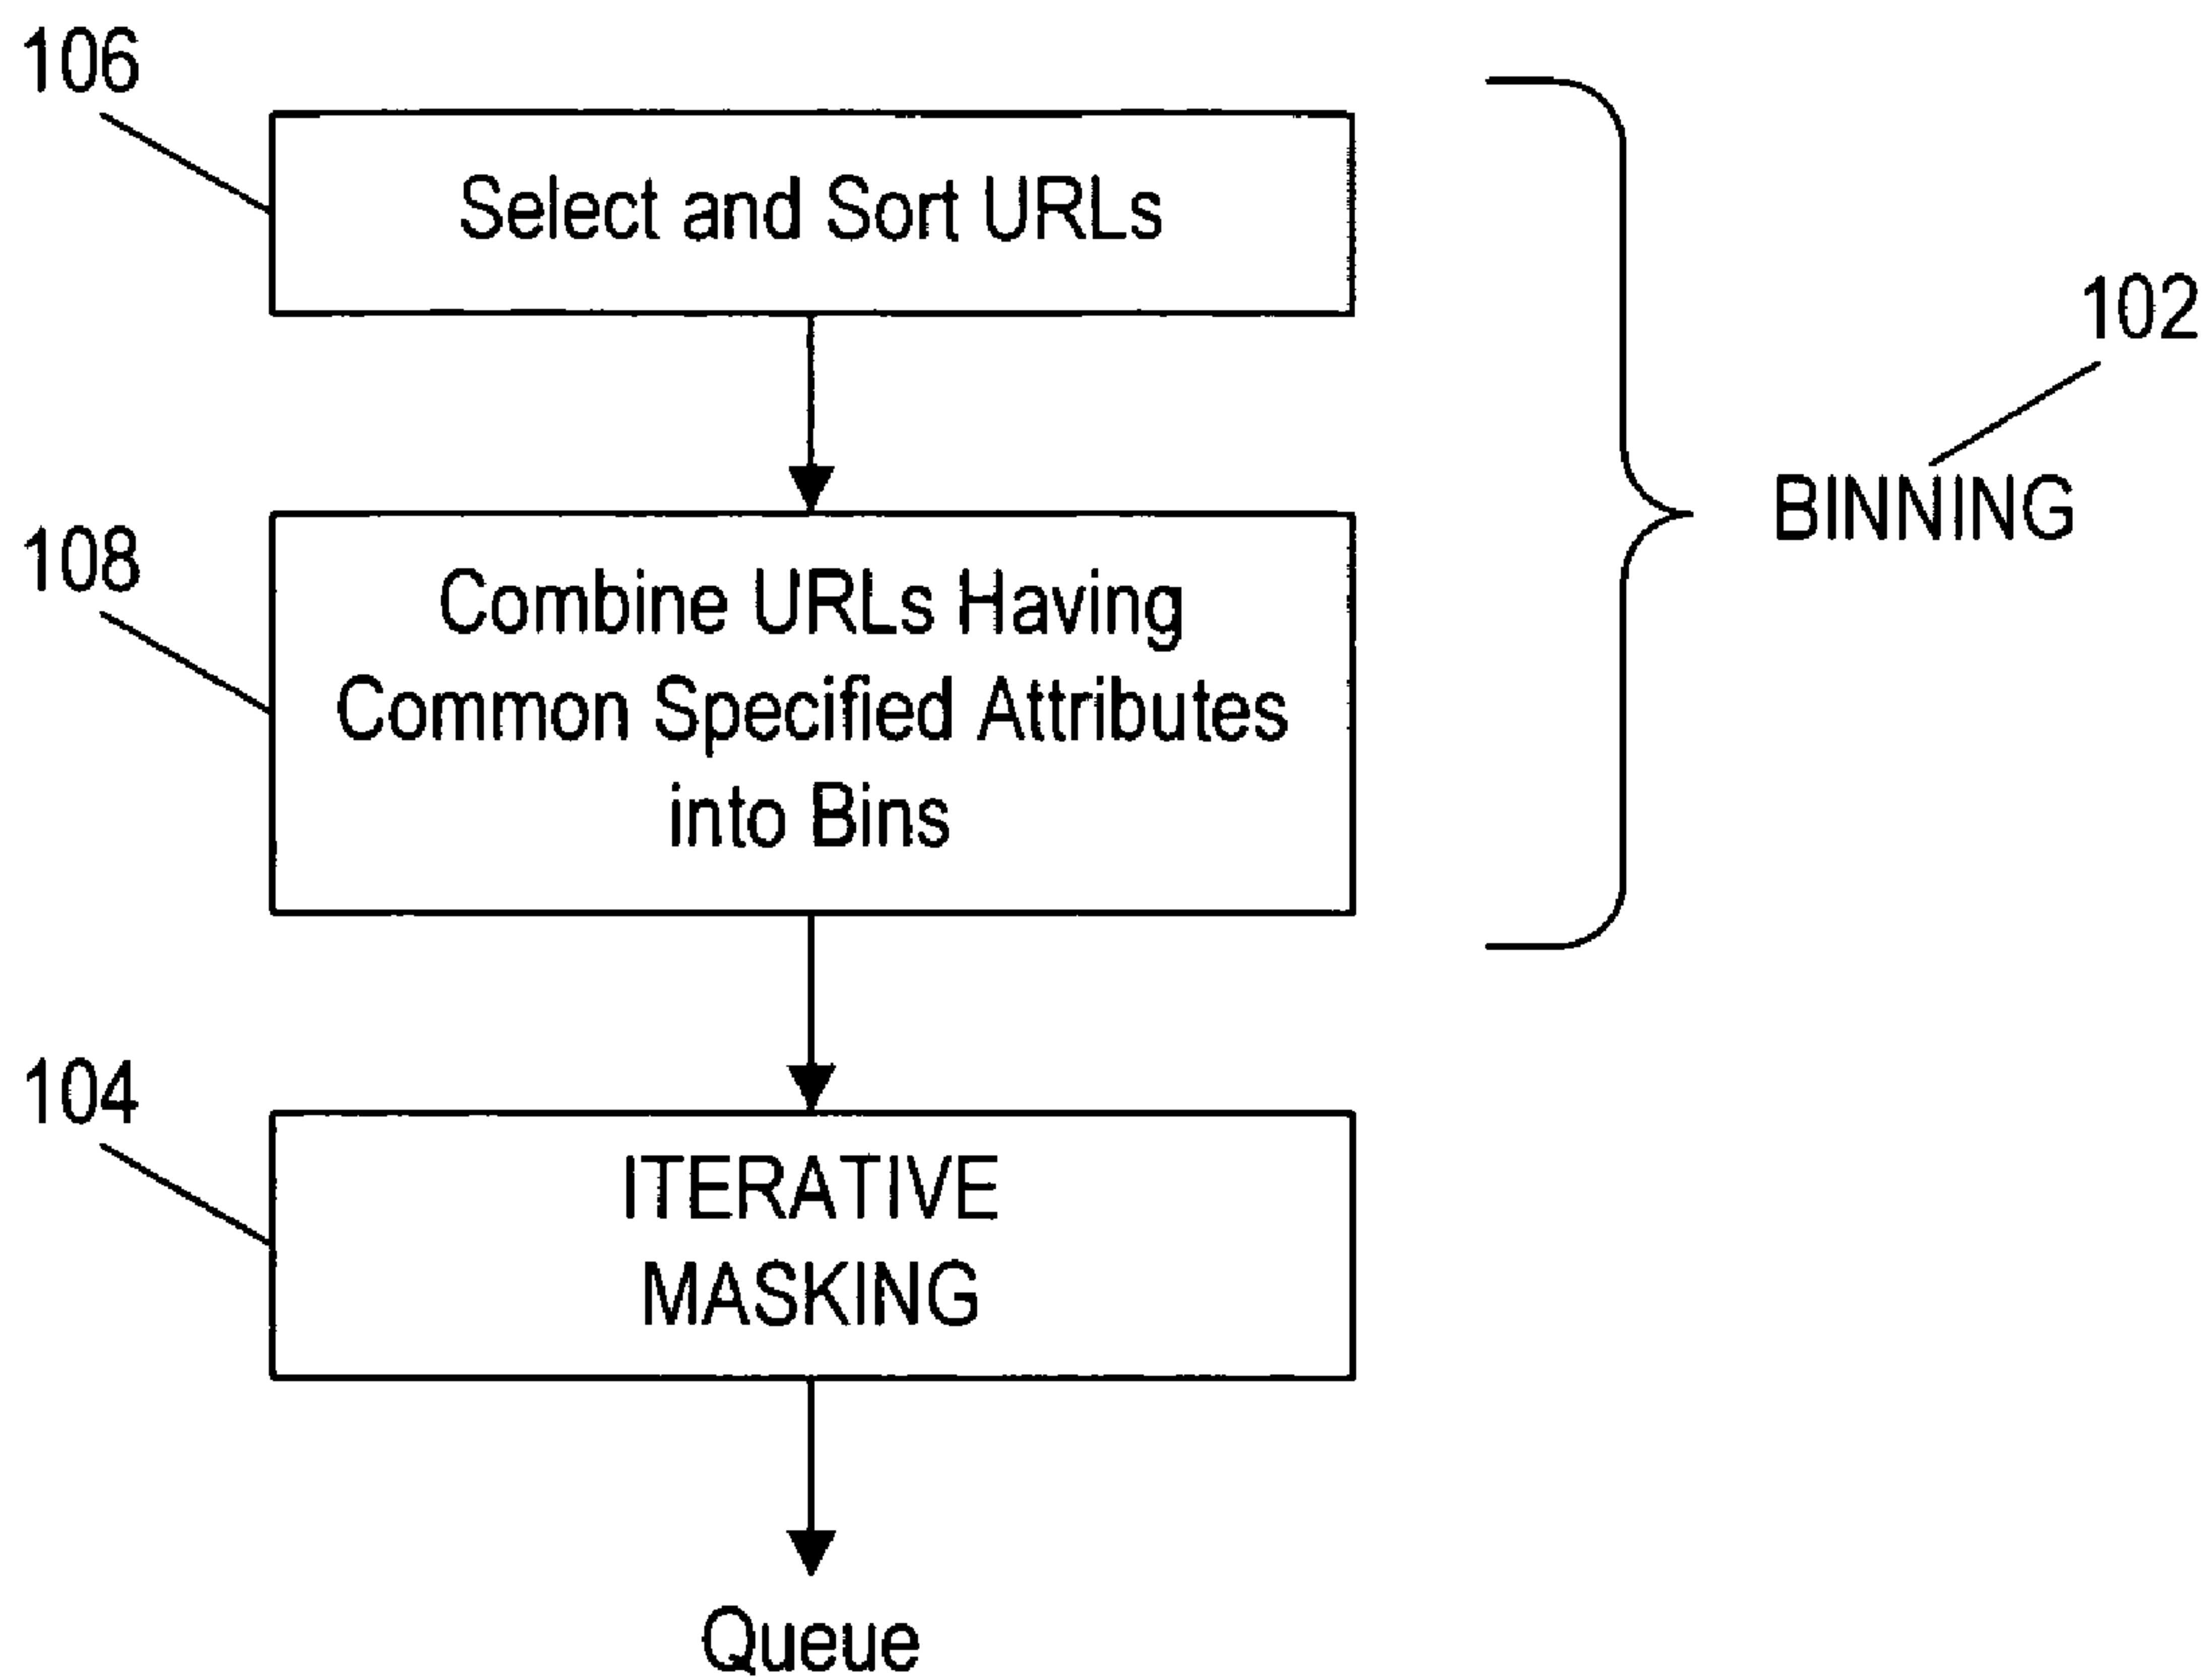 106
Select and Sort URLs
102
BINNING
108
Combine URLs Having
Common Specified Attributes
into Bins
104
ITERATIVE
MASKING
Queue